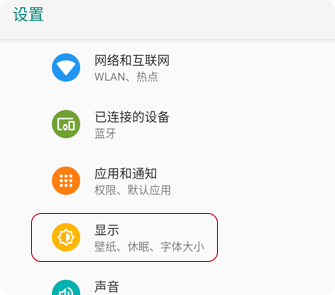 设置
网络和互联网
WLAN、热点
已连接的设备
蓝牙
应用和通知
权限、默认应用
显示
壁纸、休眠、字体大小
声音